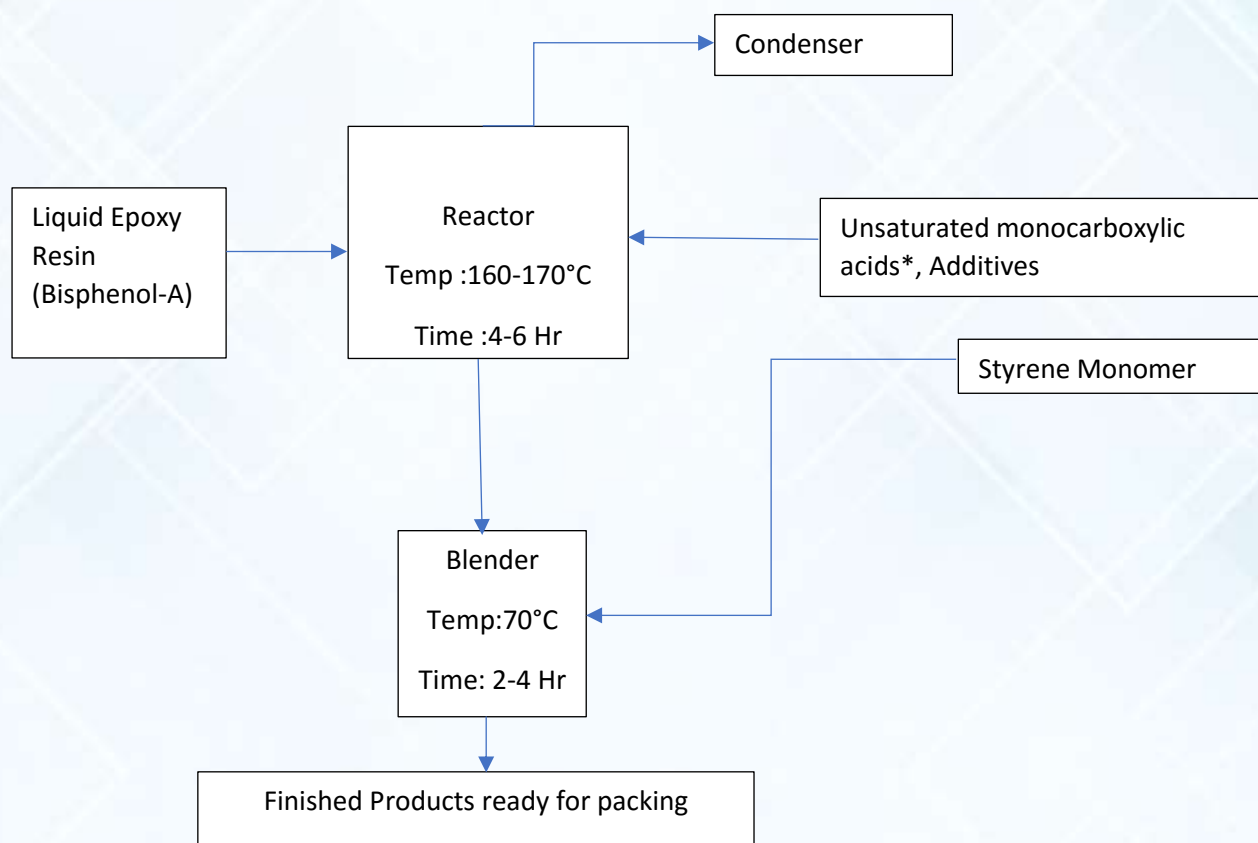 Condenser
Reactor
Temp :160-170°C
Time :4-6 Hr
Liquid Epoxy
Resin
(Bisphenol-A)
Unsaturated monocarboxylic
acids*, Additives
Styrene Monomer
Blender
Temp:70°C
Time: 2-4 Hr
Finished Products ready for packing